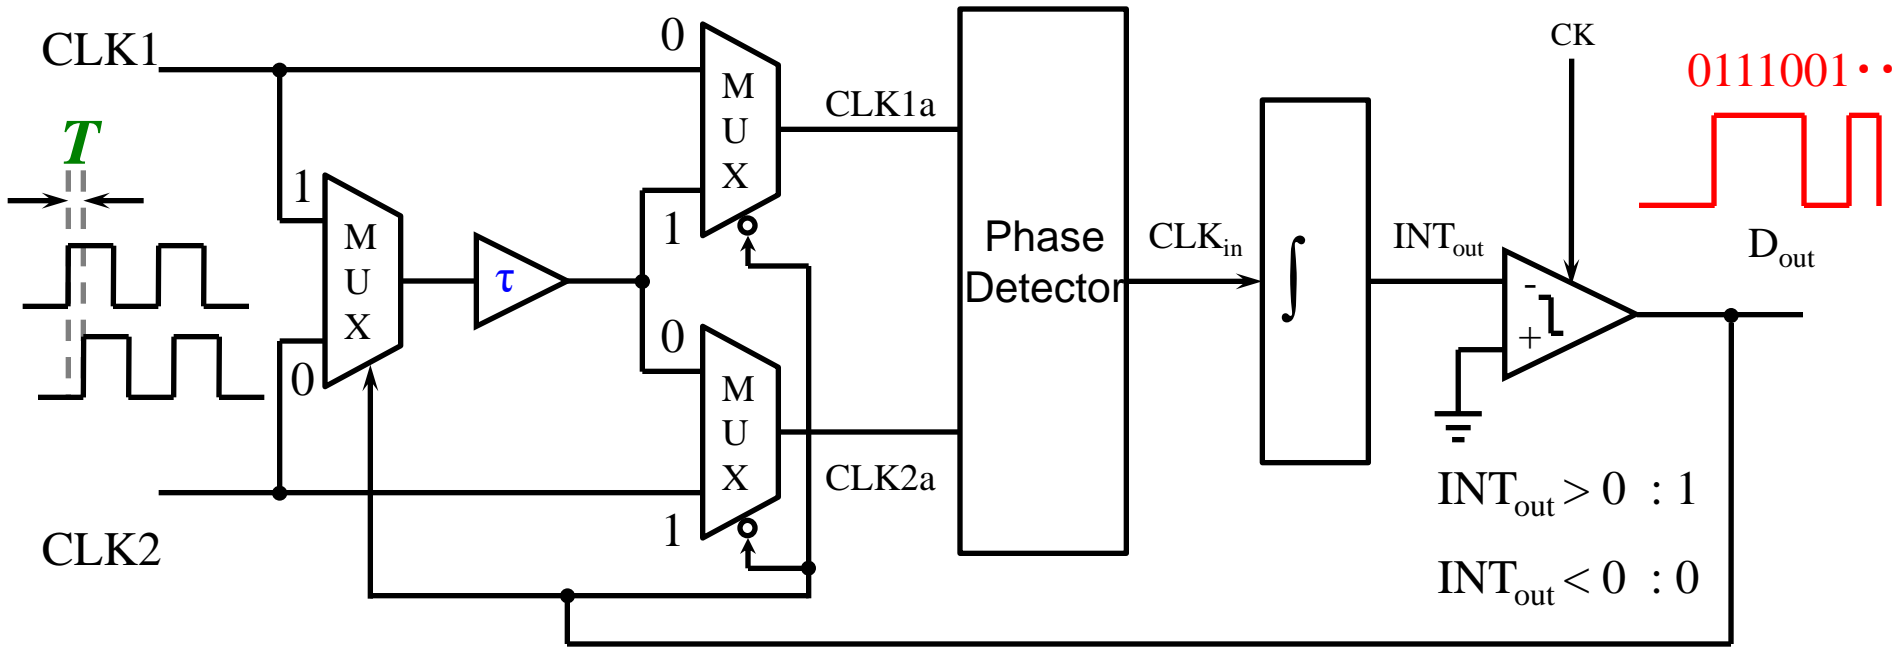 CLK1
T
CLK2
1
M
U
X
0
τ
0
M
U
X
1
0
M
U
X
1
CLK1a
CLK2a
Phase
Detector
CLKin
∫
INTout
CK
-
+
0111001··
Dout
INTout > 0 : 1
INTout < 0 : 0